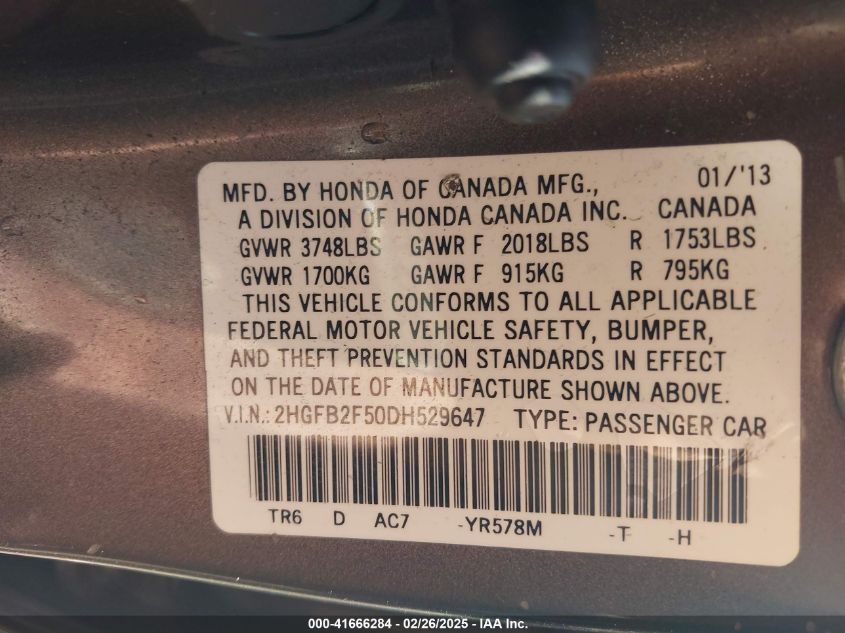 MFD. BY HONDA OF CANADA MFG., 01/'13
A DIVISION OF HONDA CANADA INC. CANADA
GVWR 3748LBS GAWR F 2018LBS R 1753LBS
GVWR 1700KG GAWR F 915KG R 795KG
THIS VEHICLE CONFORMS TO ALL APPLICABLE
FEDERAL MOTOR VEHICLE SAFETY, BUMPER,
AND THEFT PREVENTION STANDARDS IN EFFECT
ON THE DATE OF MANUFACTURE SHOWN ABOVE.
V.I.N.: 2HGFB2F50DH529647 TYPE: PASSENGER CAR
TR6 D AC7 -YR578M -T -H
000-41666284 - 02/26/2025 - IAA Inc.